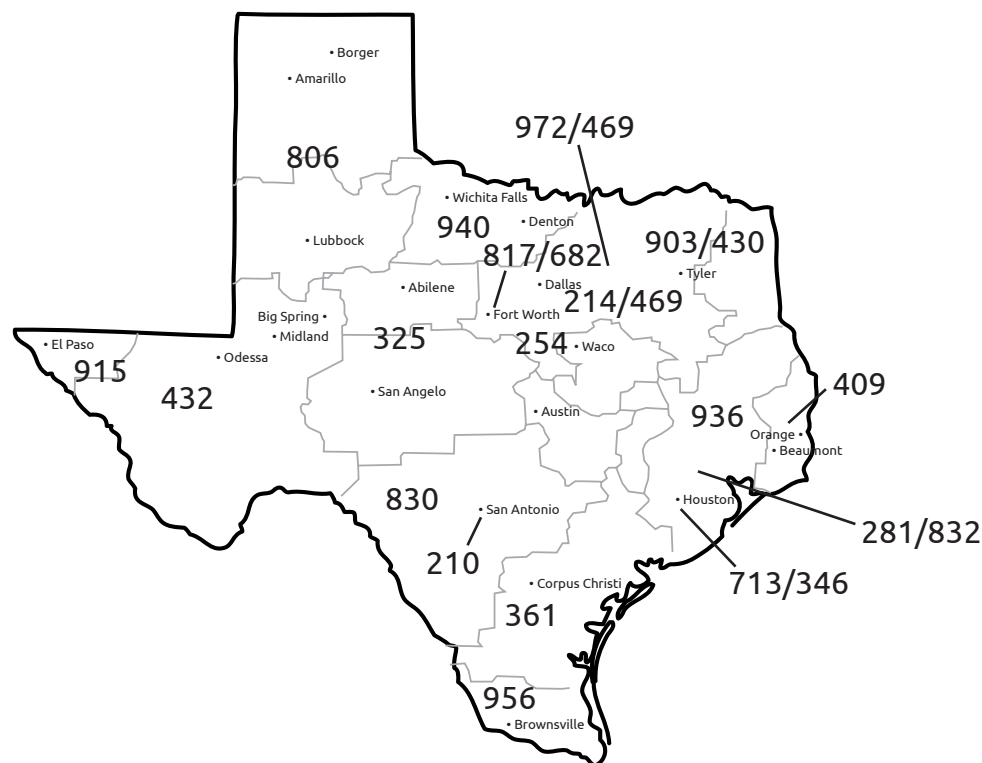 • Borger
• Amarillo
972/469
806
• Wichita Falls
940
• Denton
• Lubbock
903/430
817/682
• Tyler
• Abilene
• Dallas
214/469
Big Spring •
• Fort Worth
• Midland
325
254
• Waco
• El Paso
• Odessa
915
432
• San Angelo
409
• Austin
936
Orange •
• Beaumont
830
• Houston
• San Antonio
281/832
210
713/346
• Corpus Christi
361
956
• Brownsville